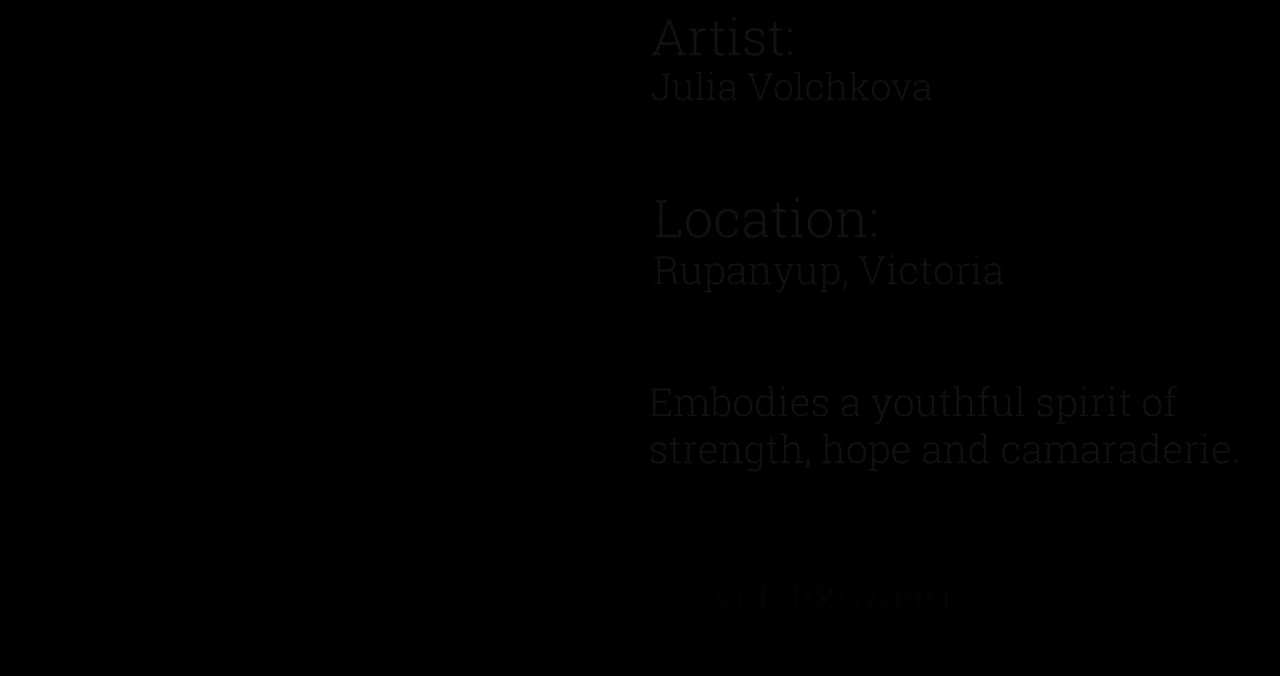 Artist:
Julia Volchkova
Location:
Rupanyup, Victoria
Embodies a youthful spirit of
strength, hope and camaraderie.